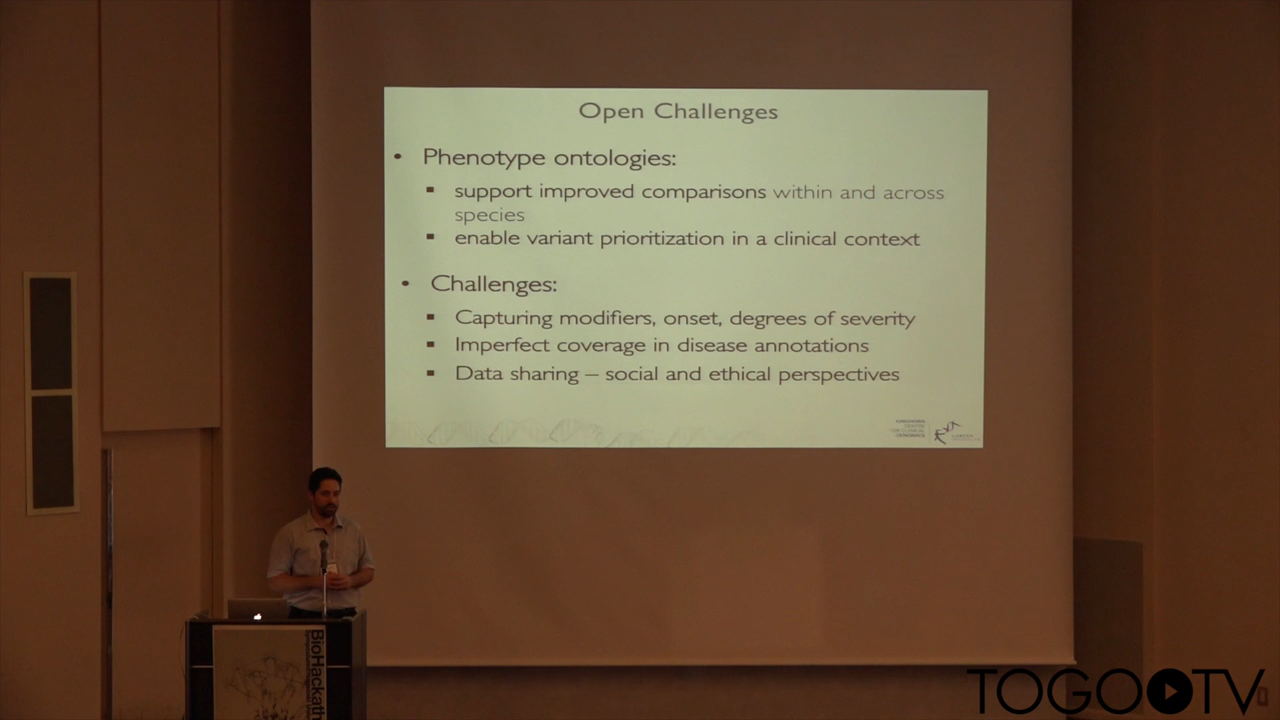 Open Challenges
• Phenotype ontologies:
▪ support improved comparisons within and across
species
▪ enable variant prioritization in a clinical context
• Challenges:
▪ Capturing modifiers, onset, degrees of severity
▪ Imperfect coverage in disease annotations
▪ Data sharing – social and ethical perspectives
BioHackath
TOGOTV